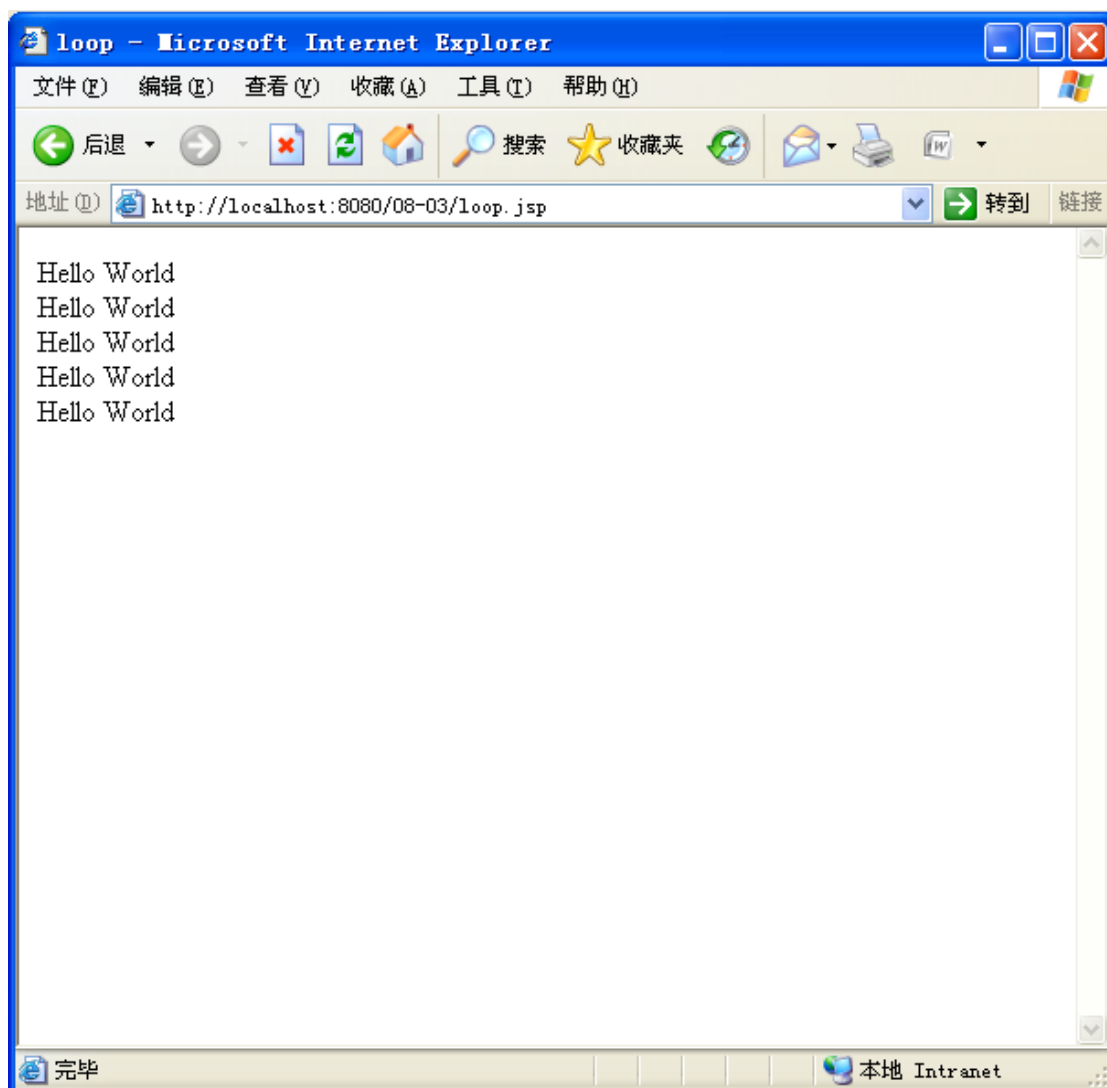 loop - Microsoft Internet Explorer
文件(F) 编辑(E) 查看(V) 收藏(A) 工具(T) 帮助(H)
后退 搜索 收藏夹 W
地址(D) http://localhost:8080/08-03/loop.jsp 转到 链接
Hello World
Hello World
Hello World
Hello World
Hello World
完毕 本地 Intranet